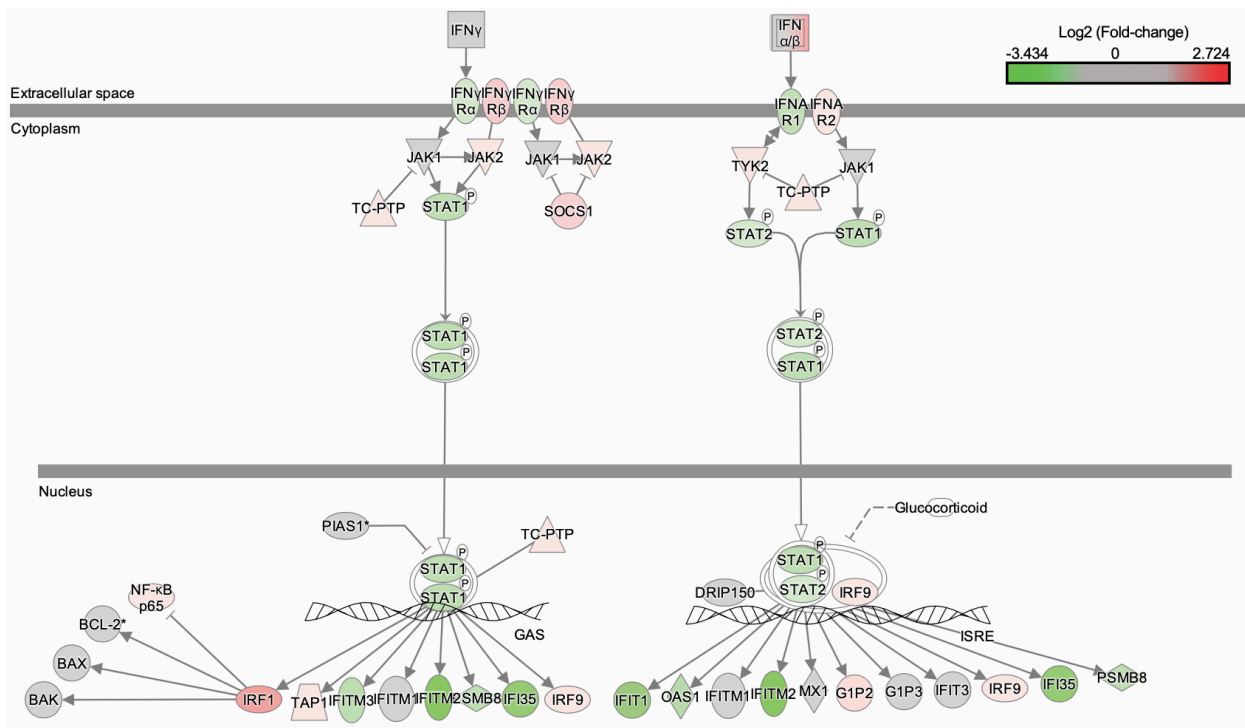 IFNγ
IFN
α/β
Log2 (Fold-change)
-3.434 0 2.724
Extracellular space
Cytoplasm
IFNγ
Rα
IFNγ
Rβ
IFNγ
Rα
IFNγ
Rβ
IFNA
R1
IFNA
R2
JAK1
JAK2
JAK1
JAK2
TYK2
JAK1
TC-PTP
STAT1
P
SOCS1
TC-PTP
STAT2
P
STAT1
P
STAT1
P
STAT1
P
STAT2
P
STAT1
P
Nucleus
PIAS1*
TC-PTP
Glucocorticoid
STAT1
P
STAT1
P
STAT1
P
STAT2
P
DRIP150
IRF9
NF-κB
p65
BCL-2*
BAX
BAK
GAS
ISRE
IRF1
TAP1
IFITM3
IFITM1
IFITM2
SMB8
IFI35
IRF9
IFIT1
OAS1
IFITM1
IFITM2
MX1
G1P2
G1P3
IFIT3
IRF9
IFI35
PSMB8